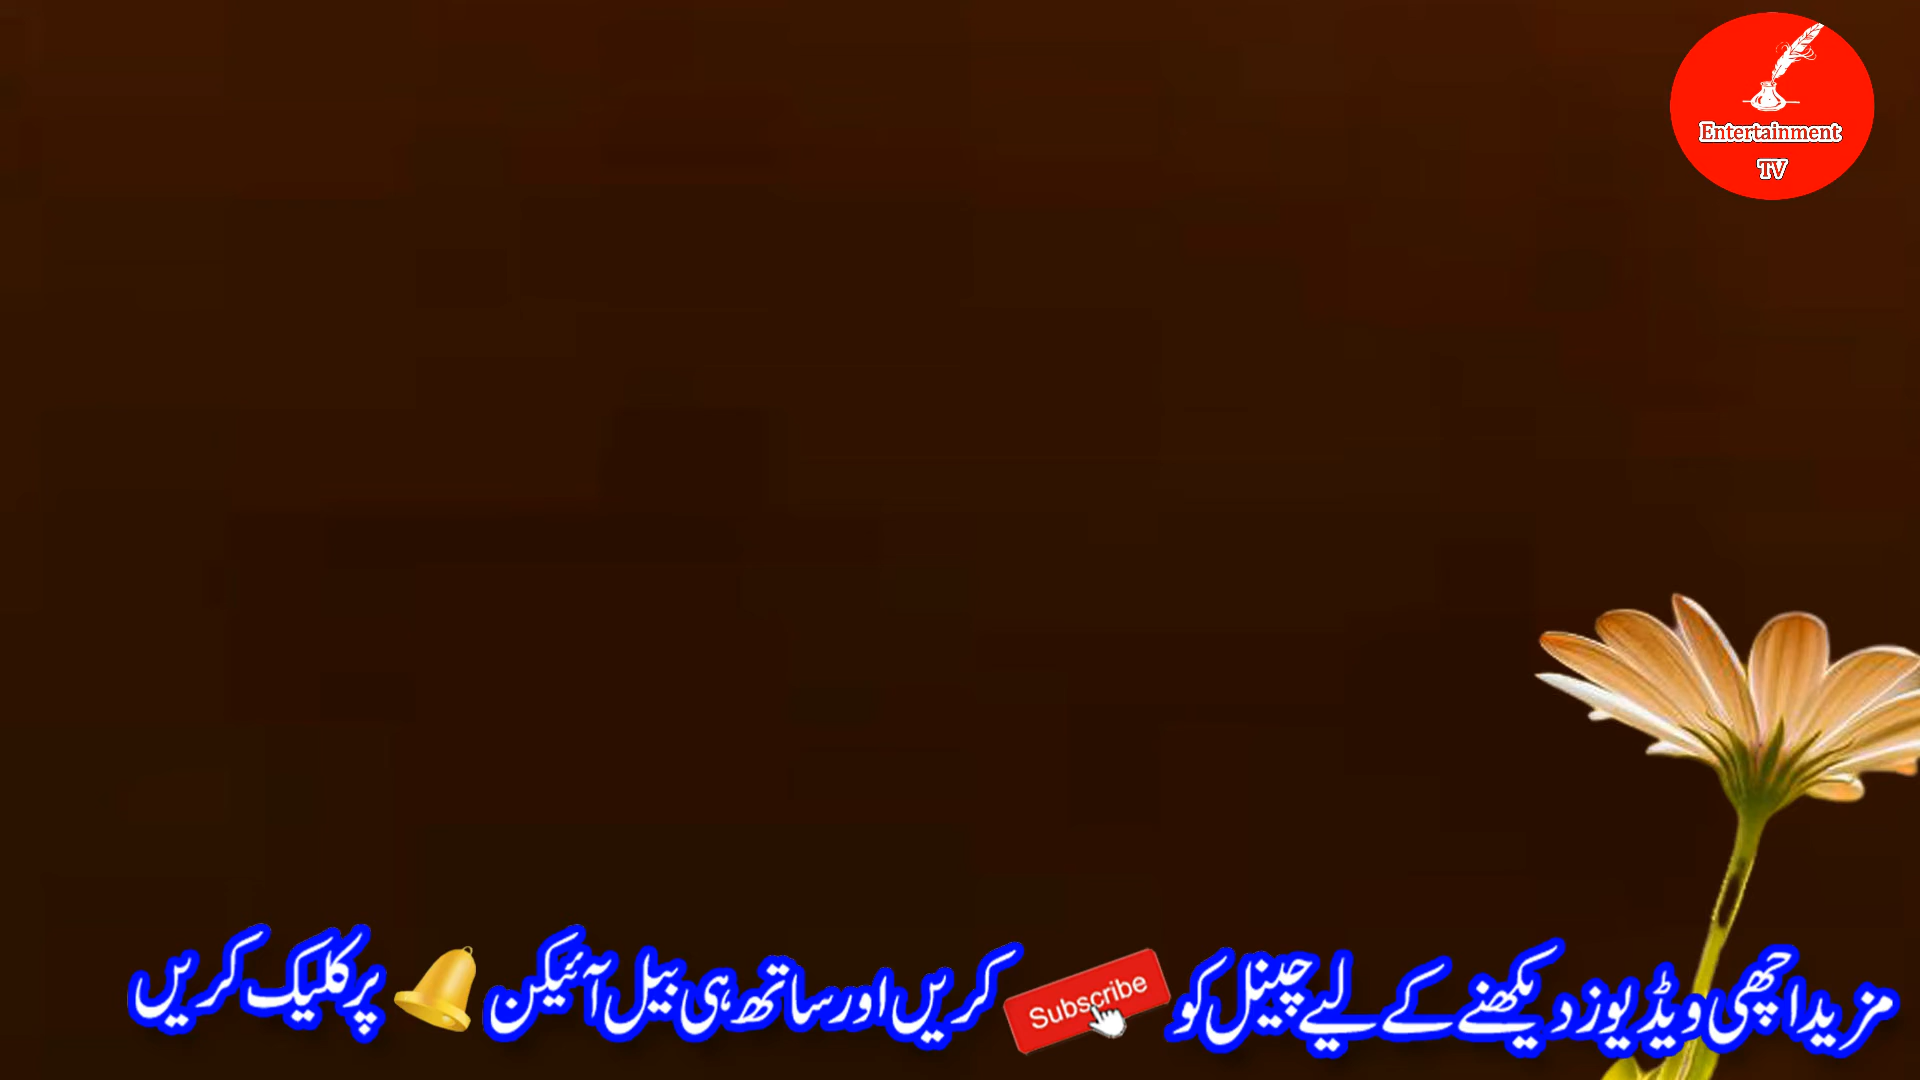 Entertainment
TV
مزید اچھی ویڈیوز دیکھنے کے لیے چینل کو Subscribe کریں اور ساتھ ہی بیل آئیکن پر کلیک کریں